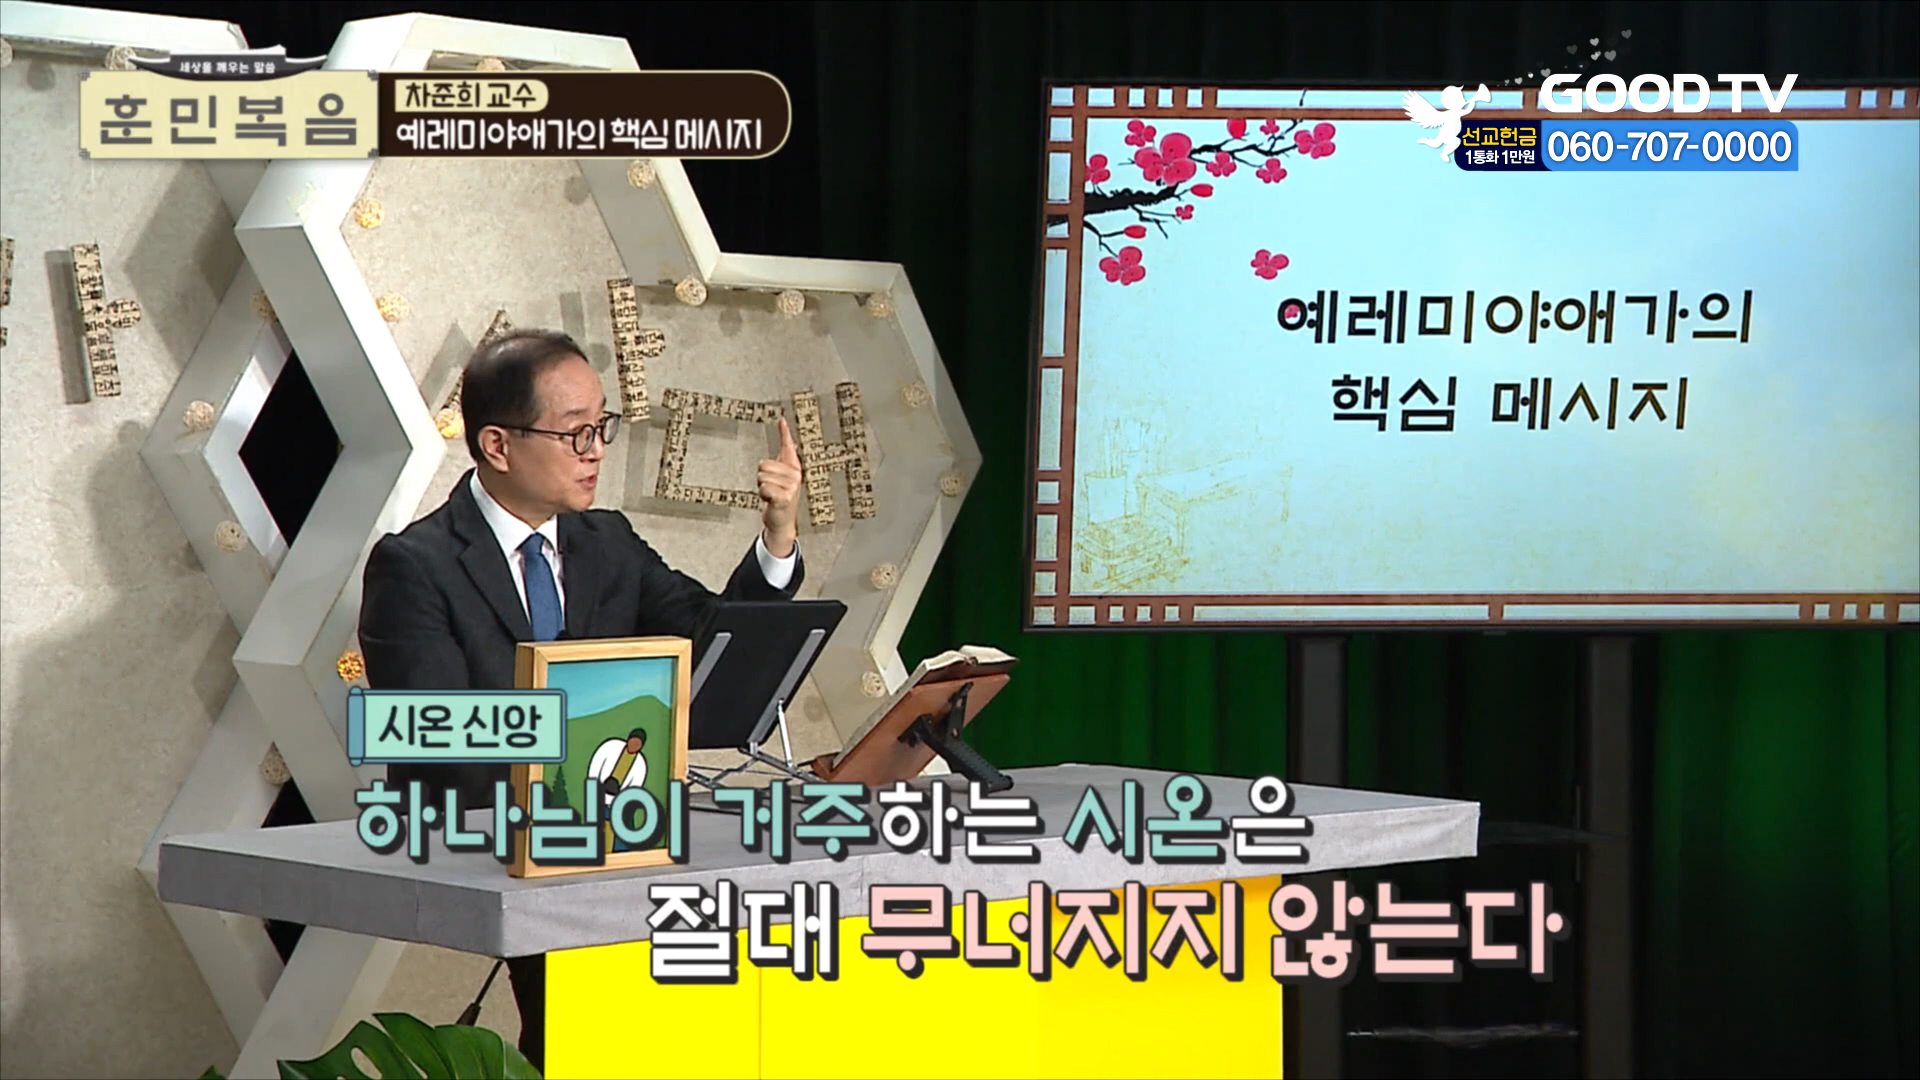 세상을 깨우는 말씀
훈민복음
차준희 교수
예레미야애가의 핵심 메시지
GOODTV
선교헌금
1통화 1만원
060-707-0000
예레미야애가의
핵심 메시지
시온 신앙
하나님이 거주하는 시온은
절대 무너지지 않는다